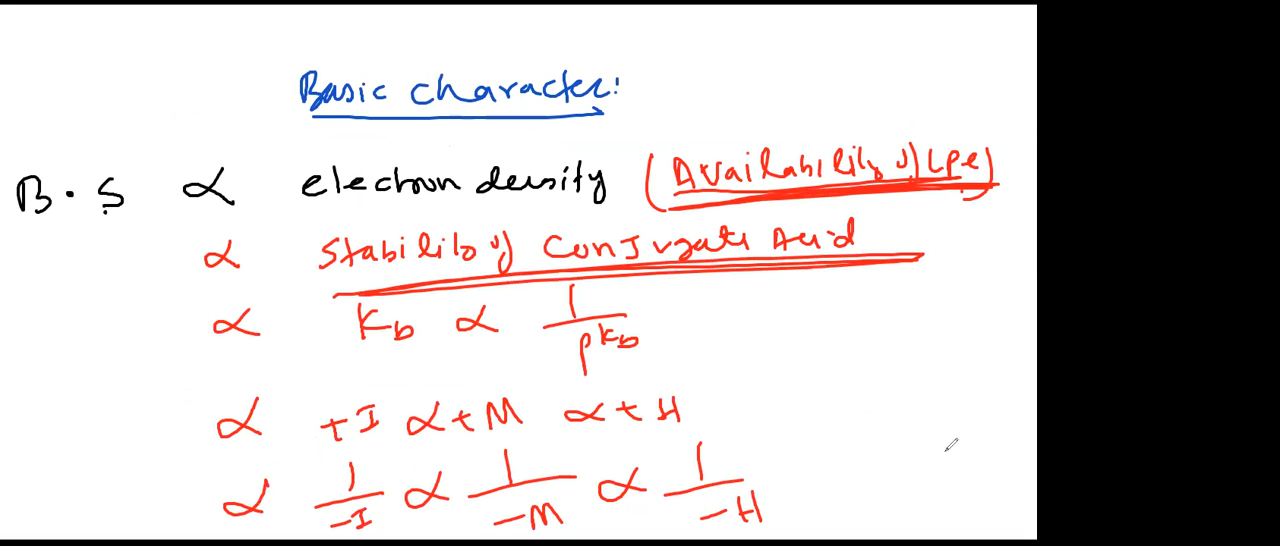 Basic character:
B.S ∝ electron density (Availability of LPe)
∝ Stability of Conjugate Acid
∝ Kb ∝ 1/pKb
∝ +I ∝ +M ∝ +H
∝ 1/-I ∝ 1/-M ∝ 1/-H